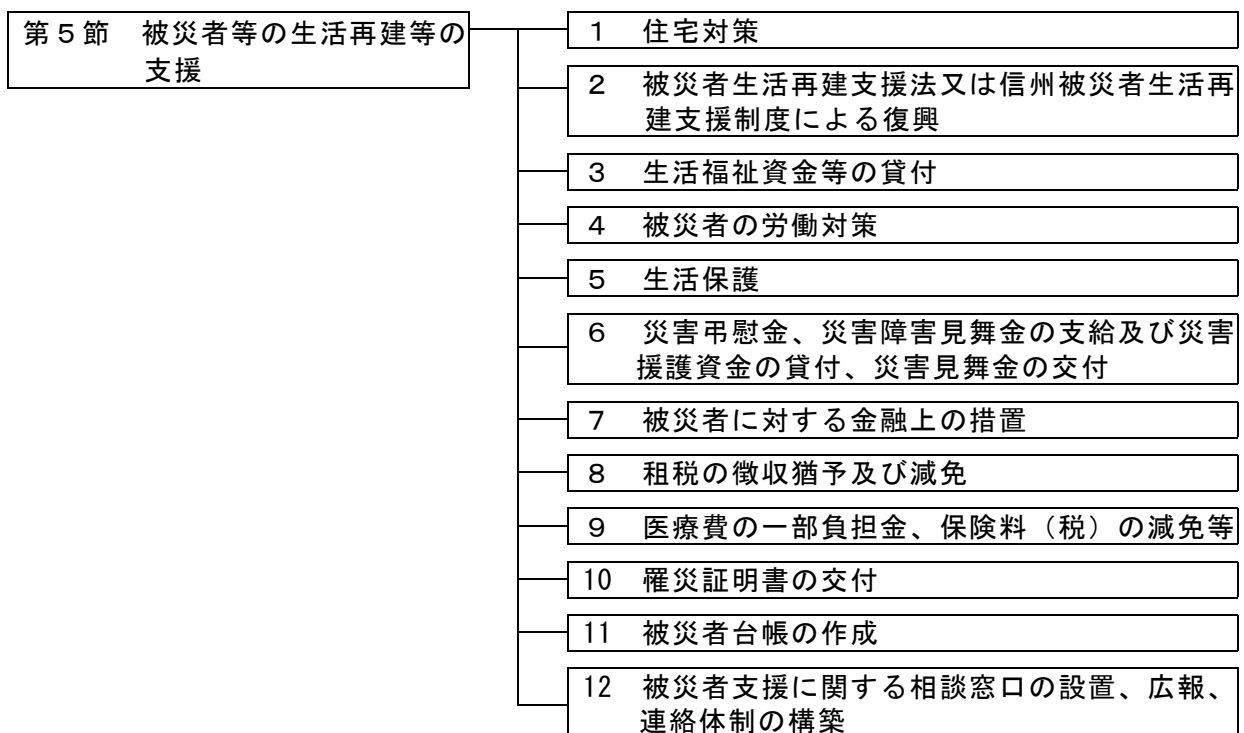 第5節　被災者等の生活再建等の
支援
1　住宅対策
2　被災者生活再建支援法又は信州被災者生活再
建支援制度による復興
3　生活福祉資金等の貸付
4　被災者の労働対策
5　生活保護
6　災害弔慰金、災害障害見舞金の支給及び災害
援護資金の貸付、災害見舞金の交付
7　被災者に対する金融上の措置
8　租税の徴収猶予及び減免
9　医療費の一部負担金、保険料（税）の減免等
10　罹災証明書の交付
11　被災者台帳の作成
12　被災者支援に関する相談窓口の設置、広報、
連絡体制の構築